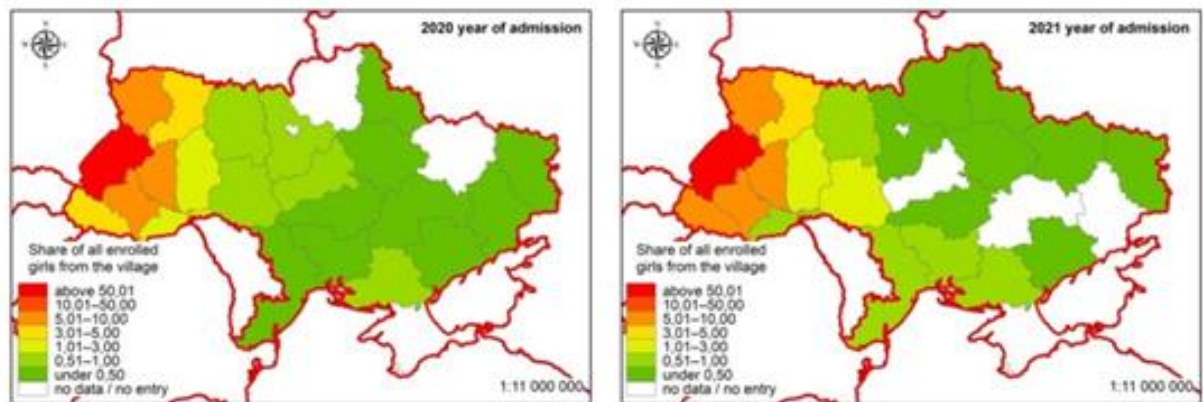 2020 year of admission
Share of all enrolled
girls from the village
above 50,01
10,01–50,00
5,01–10,00
3,01–5,00
1,01–3,00
0,51–1,00
under 0,50
no data / no entry
1:11 000 000
2021 year of admission
Share of all enrolled
girls from the village
above 50,01
10,01–50,00
5,01–10,00
3,01–5,00
1,01–3,00
0,51–1,00
under 0,50
no data / no entry
1:11 000 000